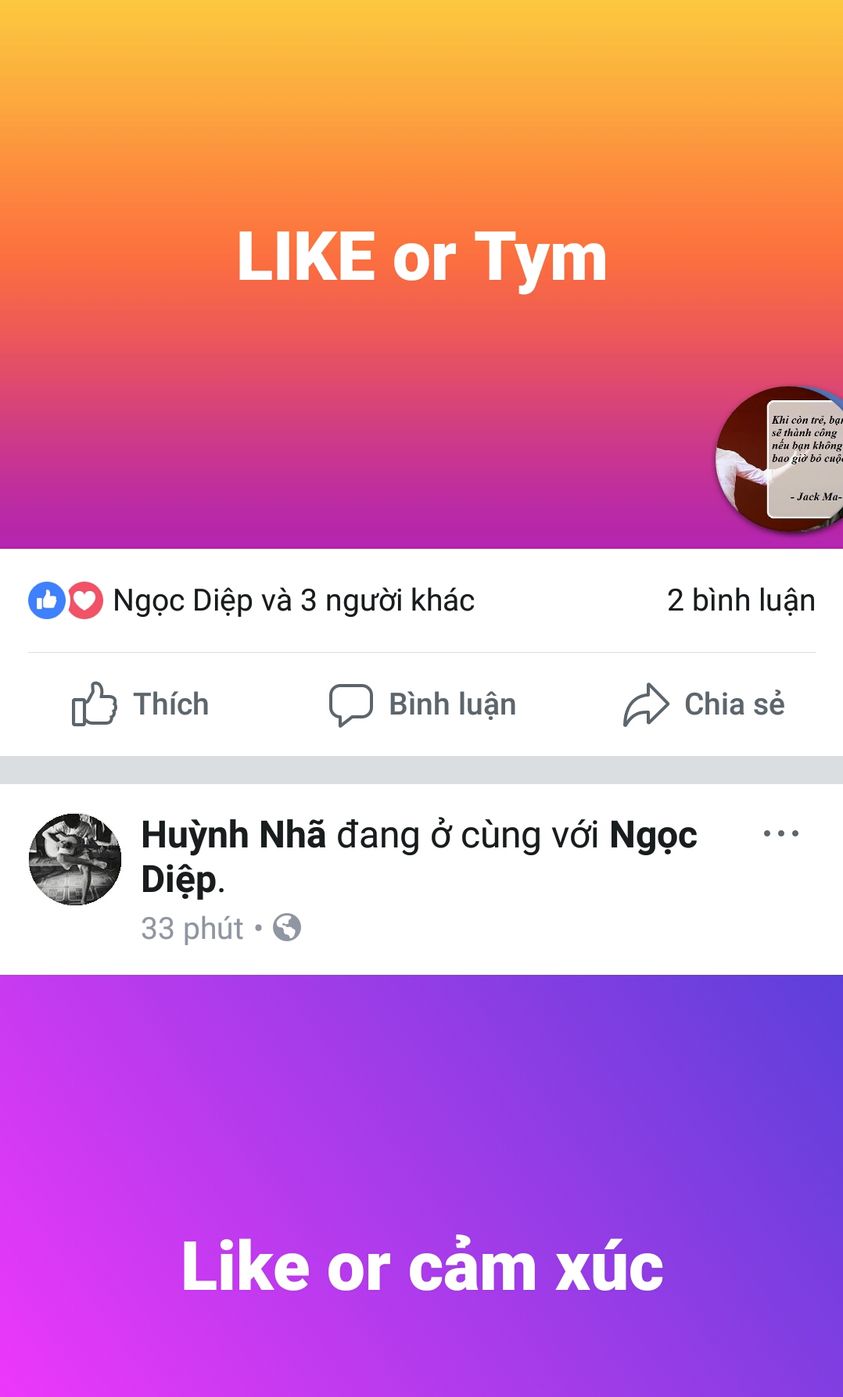 LIKE or Tym
Khi còn trẻ, bạn
sẽ thành công
nếu bạn không
bao giờ bỏ cuộc
- Jack Ma-
Ngọc Diệp và 3 người khác
2 bình luận
Thích
Bình luận
Chia sẻ
Huỳnh Nhã đang ở cùng với Ngọc
Diệp.
33 phút •
Like or cảm xúc